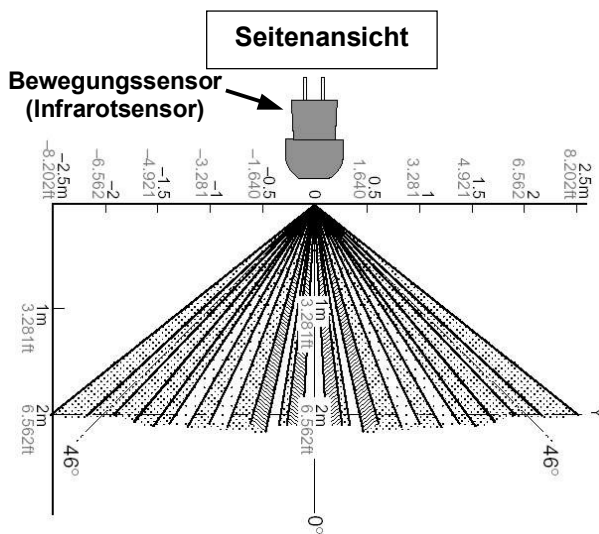 Seitenansicht
Bewegungssensor
(Infrarotsensor)
−2.5m −2 −1.5 −1 −0.5 0 0.5 1 1.5 2 2.5m
−8.202ft −6.562 −4.921 −3.281 −1.640 1.640 3.281 4.921 6.562 8.202ft
1m 1m
3.281ft 3.281ft
2m 2m Y
6.562ft 6.562ft
46° 46°
0°